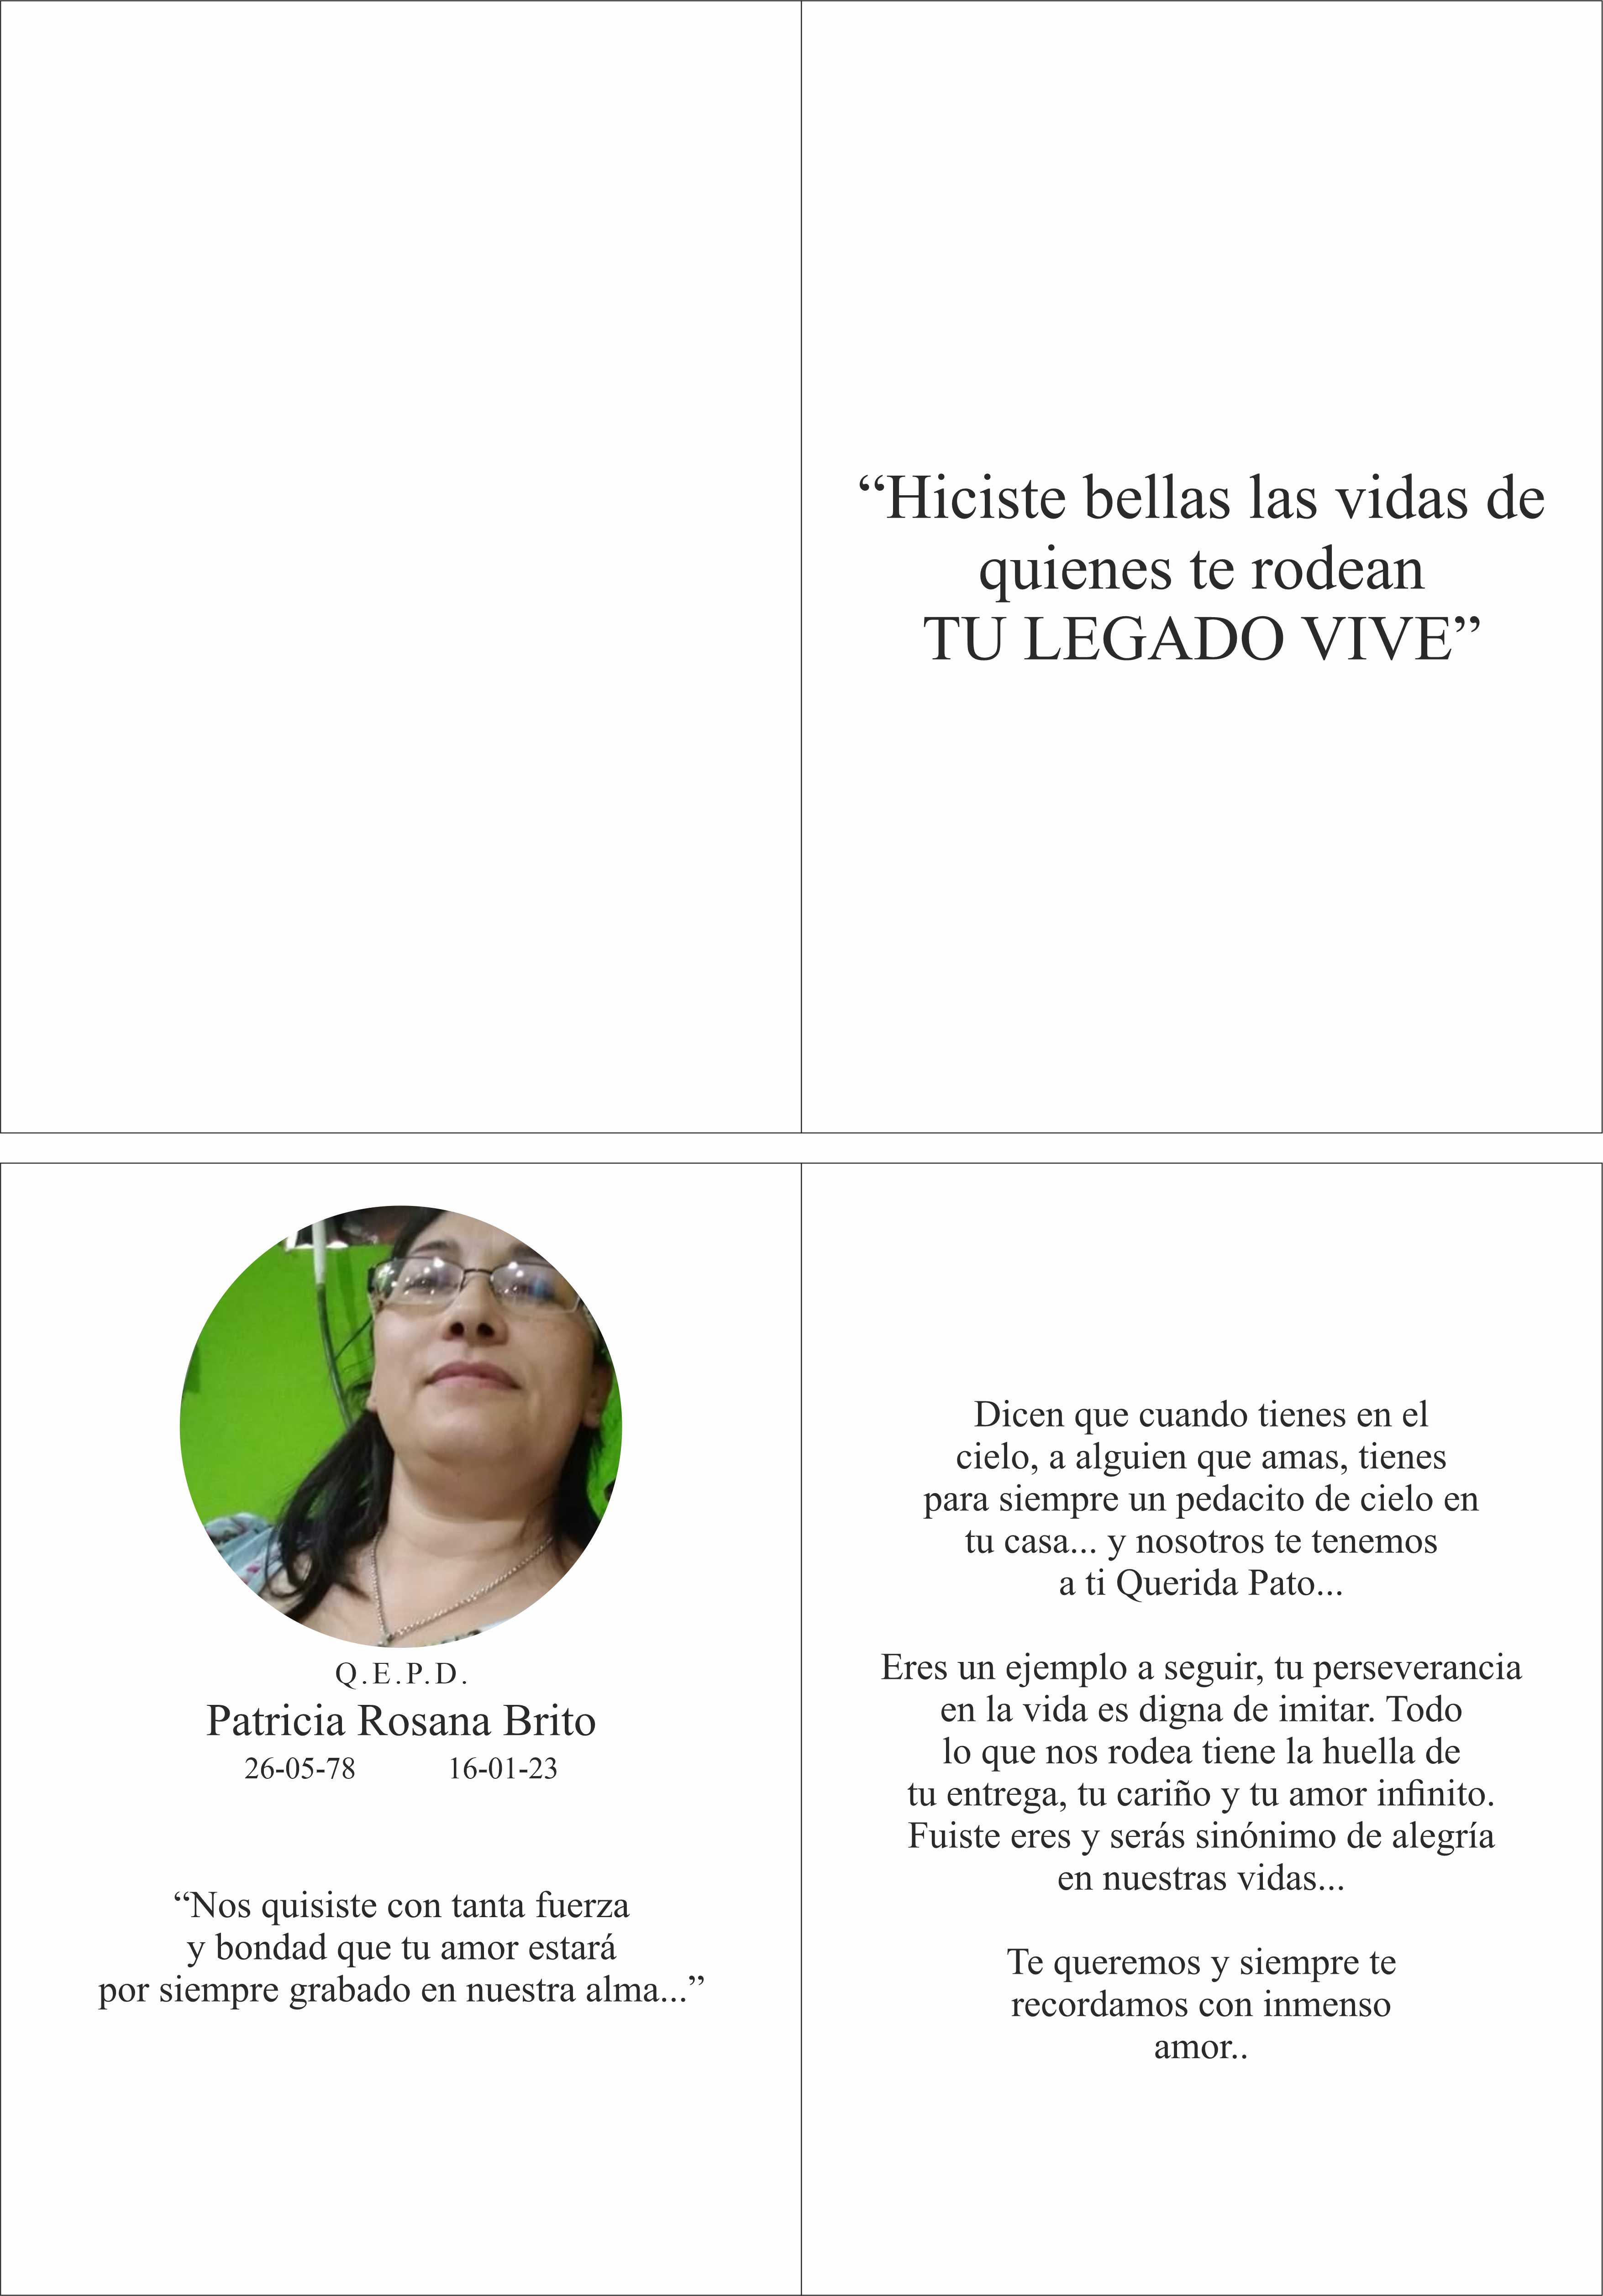 “Hiciste bellas las vidas de
quienes te rodean
TU LEGADO VIVE”
Q.E.P.D.
Patricia Rosana Brito
26-05-78 16-01-23
“Nos quisiste con tanta fuerza
y bondad que tu amor estará
por siempre grabado en nuestra alma...”
Dicen que cuando tienes en el
cielo, a alguien que amas, tienes
para siempre un pedacito de cielo en
tu casa... y nosotros te tenemos
a ti Querida Pato...
Eres un ejemplo a seguir, tu perseverancia
en la vida es digna de imitar. Todo
lo que nos rodea tiene la huella de
tu entrega, tu cariño y tu amor infinito.
Fuiste eres y serás sinónimo de alegría
en nuestras vidas...
Te queremos y siempre te
recordamos con inmenso
amor..